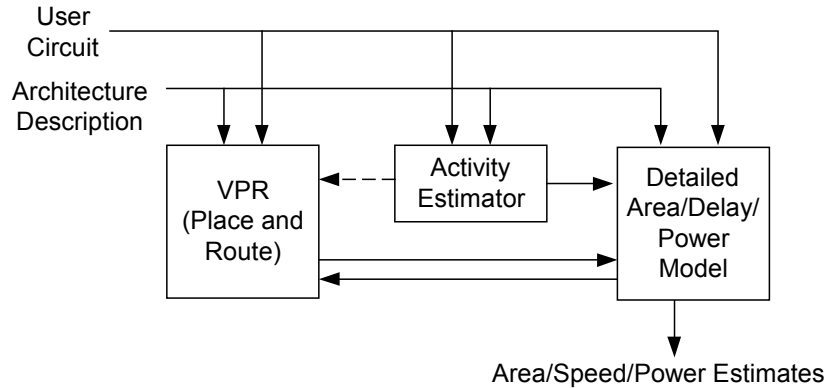 User
Circuit
Architecture
Description
VPR
(Place and
Route)
Activity
Estimator
Detailed
Area/Delay/
Power
Model
Area/Speed/Power Estimates